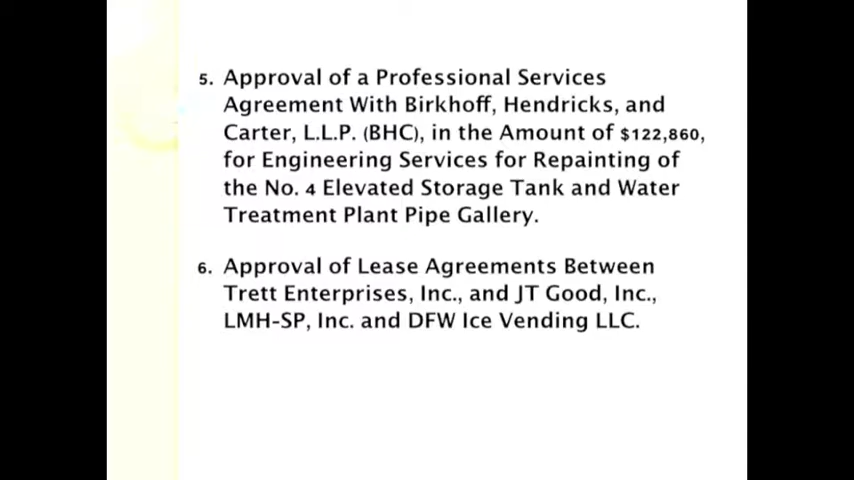 5. Approval of a Professional Services
Agreement With Birkhoff, Hendricks, and
Carter, L.L.P. (BHC), in the Amount of $122,860,
for Engineering Services for Repainting of
the No. 4 Elevated Storage Tank and Water
Treatment Plant Pipe Gallery.
6. Approval of Lease Agreements Between
Trett Enterprises, Inc., and JT Good, Inc.,
LMH-SP, Inc. and DFW Ice Vending LLC.